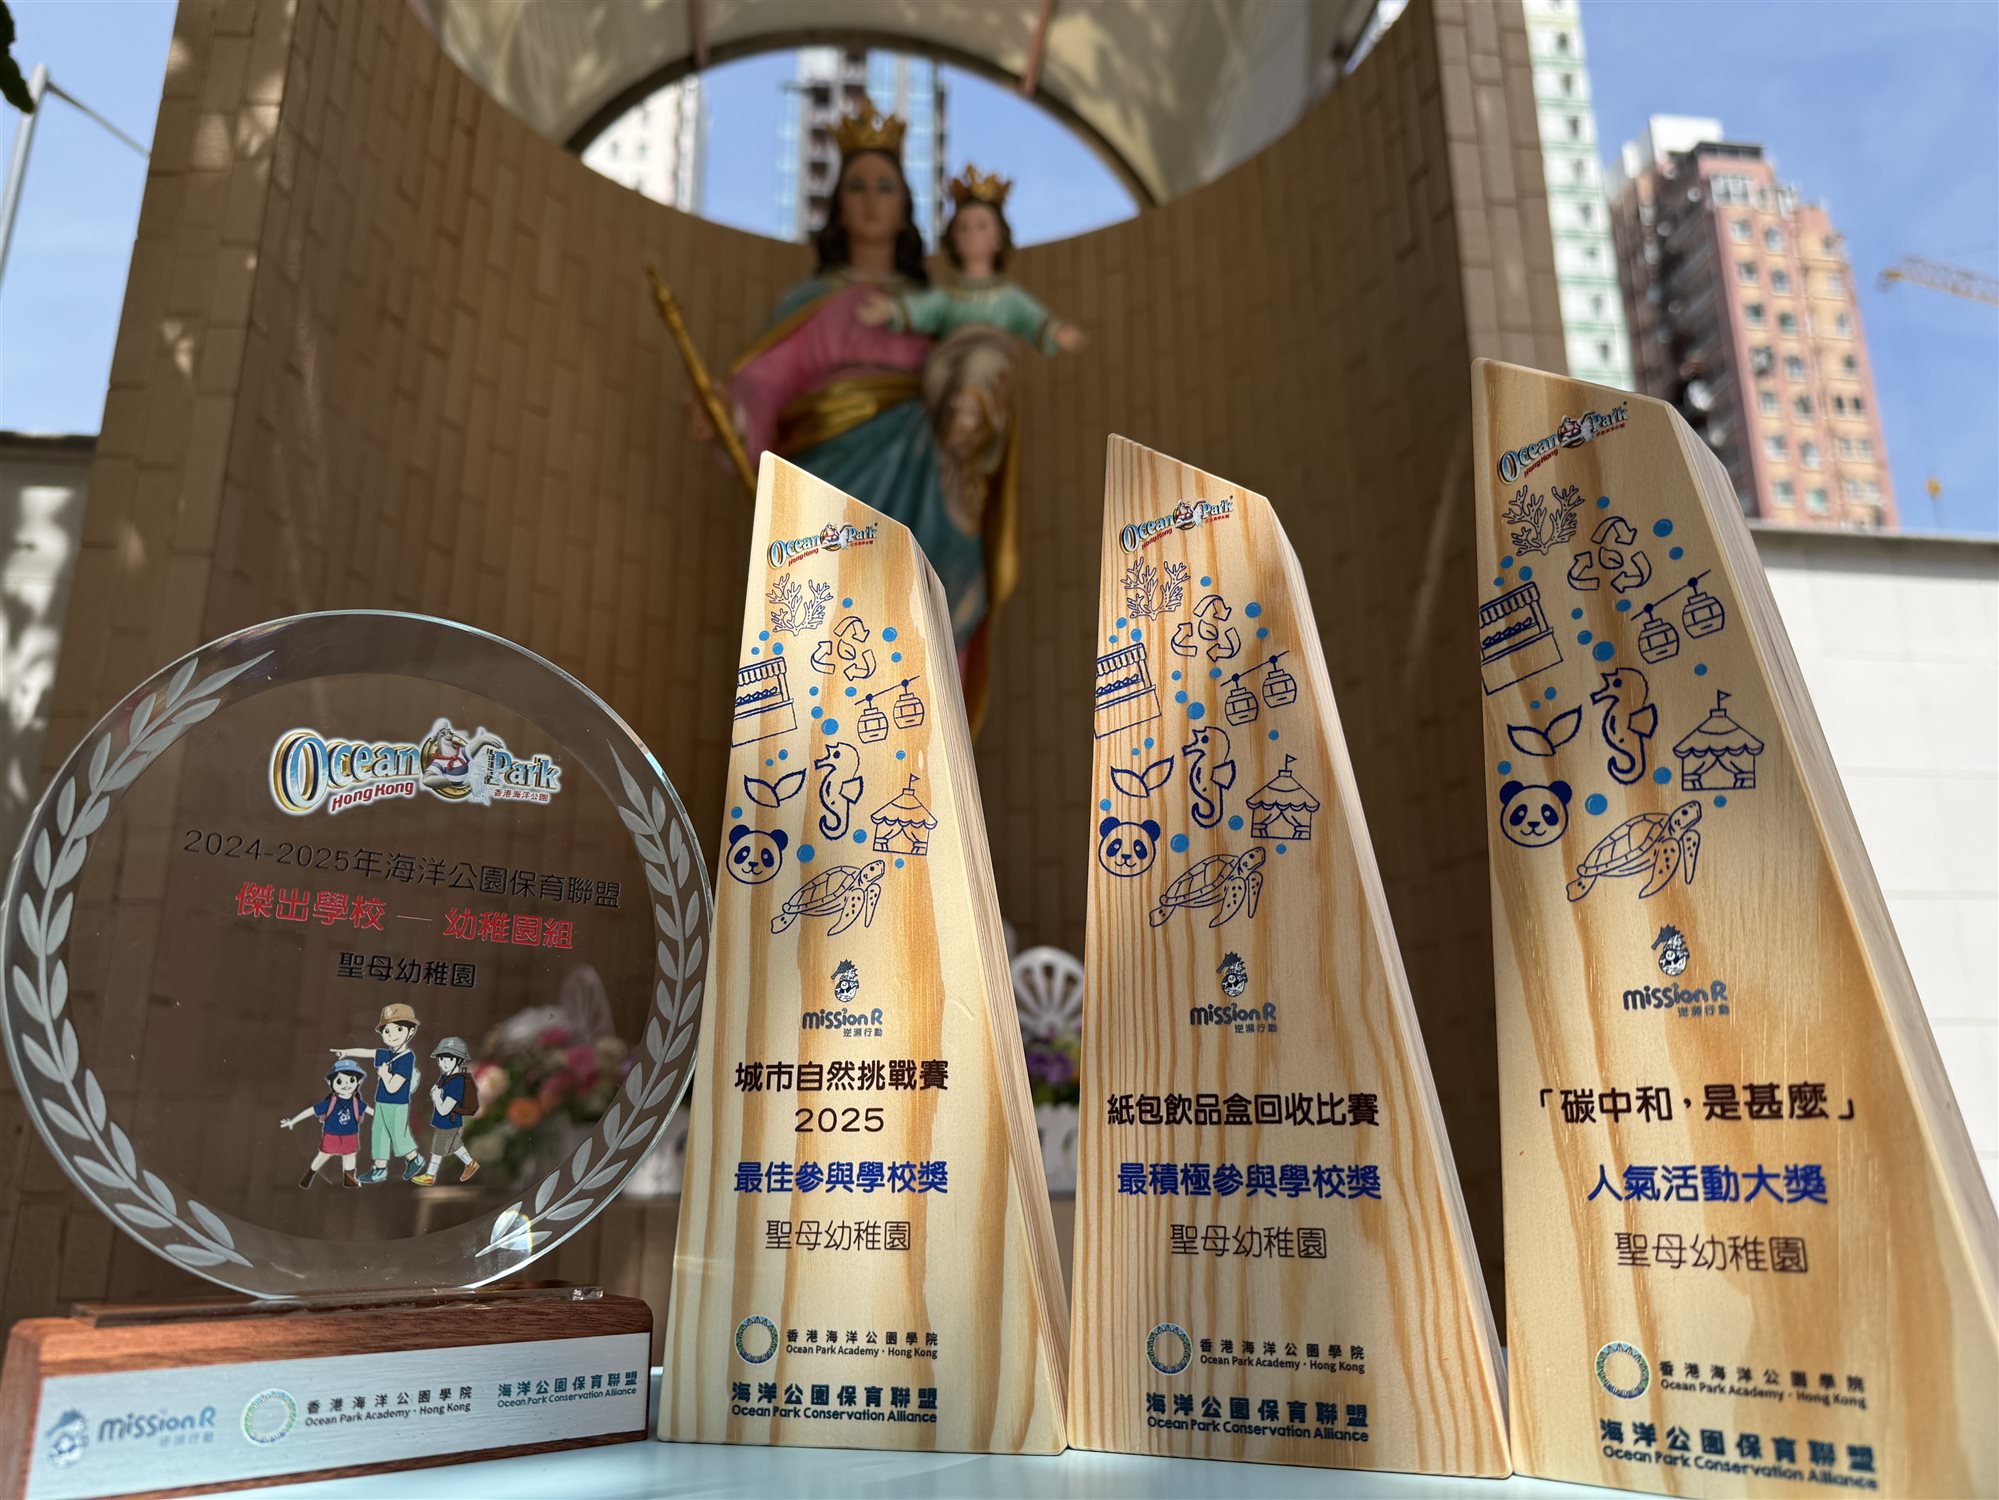 Ocean Park
Hong Kong
香港海洋公園
2024-2025年海洋公園保育聯盟
傑出學校 — 幼稚園組
聖母幼稚園
mission R
逆瀕行動
香港海洋公園學院
Ocean Park Academy · Hong Kong
海洋公園保育聯盟
Ocean Park Conservation Alliance
Ocean Park
Hong Kong
mission R
逆瀕行動
城市自然挑戰賽
2025
最佳參與學校獎
聖母幼稚園
香港海洋公園學院
Ocean Park Academy · Hong Kong
海洋公園保育聯盟
Ocean Park Conservation Alliance
Ocean Park
Hong Kong
mission R
逆瀕行動
紙包飲品盒回收比賽
最積極參與學校獎
聖母幼稚園
香港海洋公園學院
Ocean Park Academy · Hong Kong
海洋公園保育聯盟
Ocean Park Conservation Alliance
Ocean Park
Hong Kong
mission R
逆瀕行動
「碳中和，是甚麼」
人氣活動大獎
聖母幼稚園
香港海洋公園學院
Ocean Park Academy · Hong Kong
海洋公園保育聯盟
Ocean Park Conservation Alliance